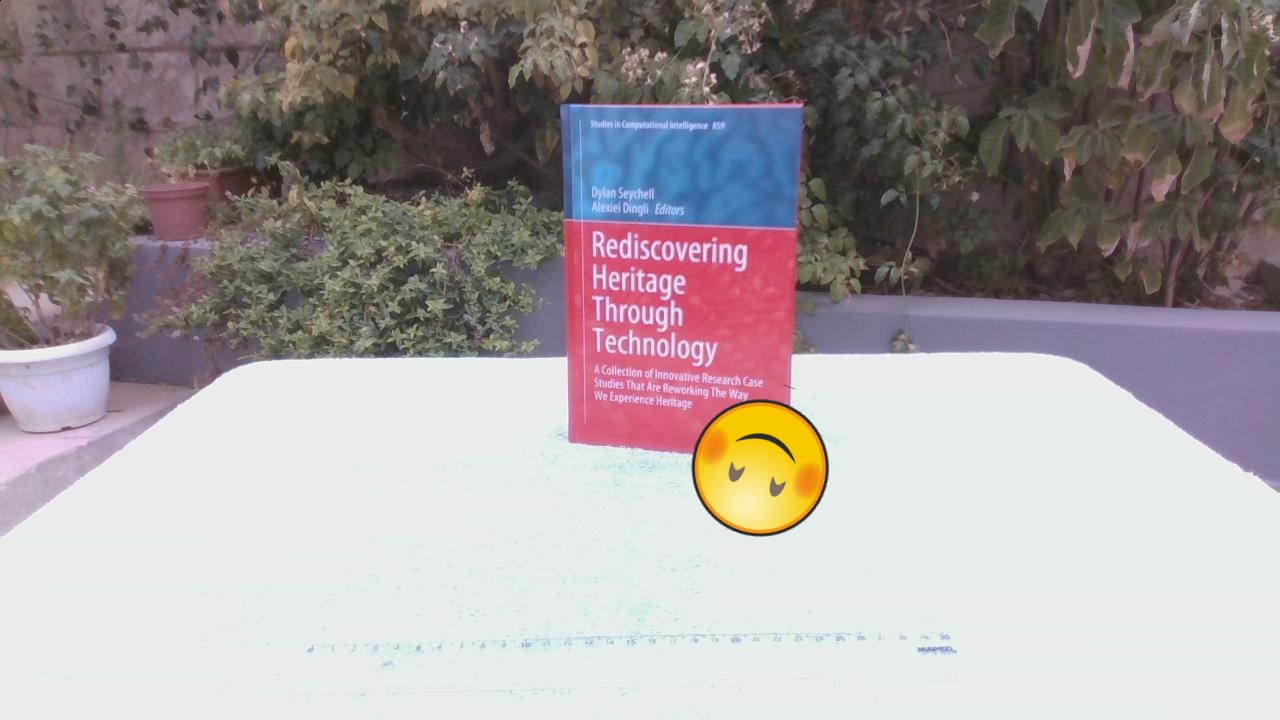 Studies in Computational Intelligence 859
Dylan Seychell
Alexiei Dingli Editors
Rediscovering
Heritage
Through
Technology
A Collection of Innovative Research Case
Studies That Are Reworking The Way
We Experience Heritage